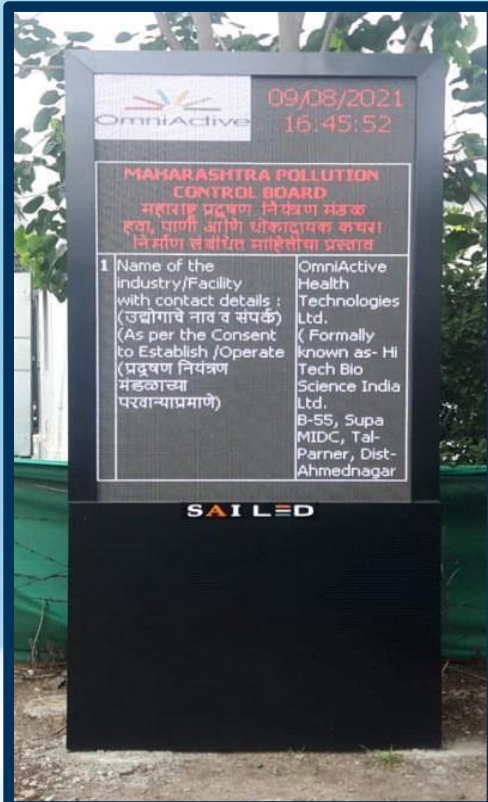 OmniActive
09/08/2021
16:45:52
MAHARASHTRA POLLUTION
CONTROL BOARD
महाराष्ट्र प्रदूषण नियंत्रण मंडळ
हवा, पाणी आणि धोकादायक कचरा
निर्माण संबंधित माहितीचा प्रस्ताव
1
Name of the
industry/Facility
with contact details :
(उद्योगाचे नाव व संपर्क)
(As per the Consent
to Establish /Operate
(प्रदूषण नियंत्रण
मंडळाच्या
परवान्याप्रमाणे)
OmniActive
Health
Technologies
Ltd.
( Formally
known as- Hi
Tech Bio
Science India
Ltd.
B-55, Supa
MIDC, Tal-
Parner, Dist-
Ahmednagar
SAI LED